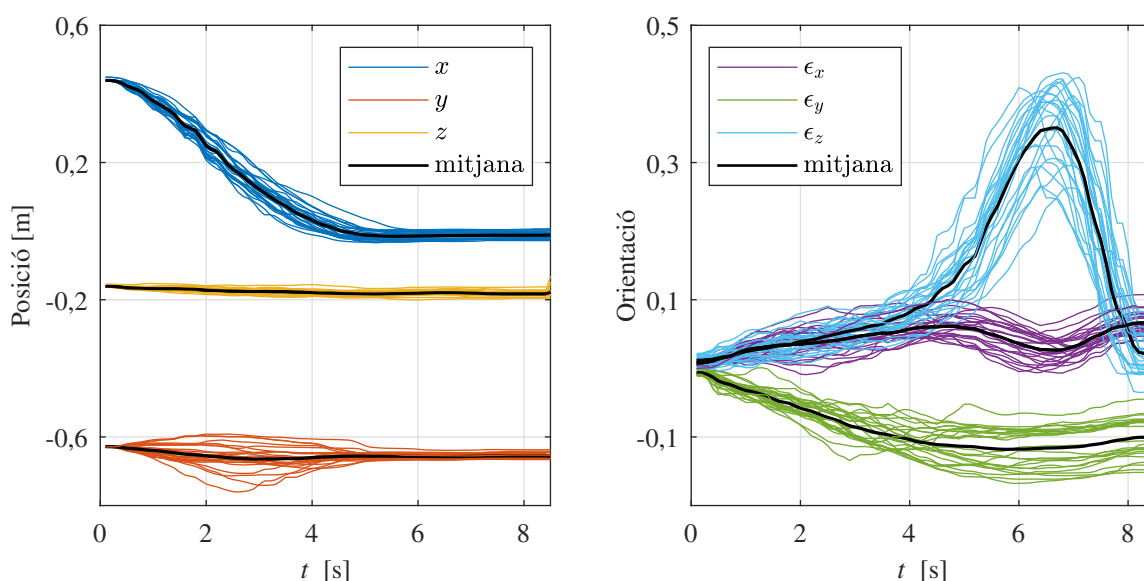 0,6
0,2
-0,2
-0,6
Posició [m]
0
2
4
6
8
t [s]
x
y
z
mitjana
0,5
0,3
0,1
-0,1
Orientació
0
2
4
6
8
t [s]
ϵx
ϵy
ϵz
mitjana